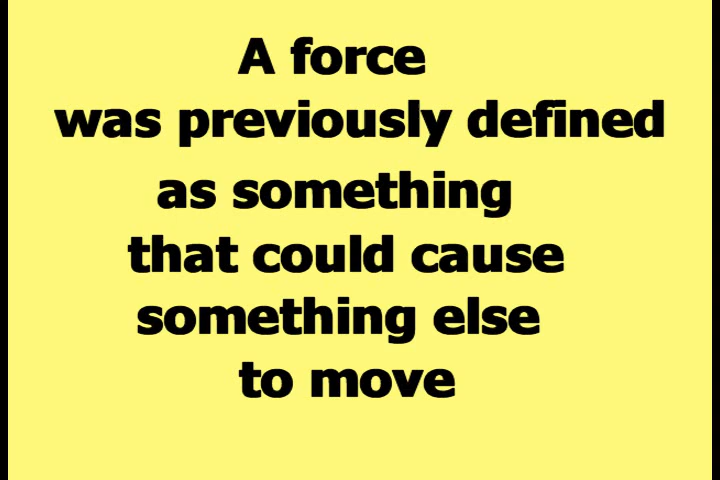 A force
was previously defined
as something
that could cause
something else
to move